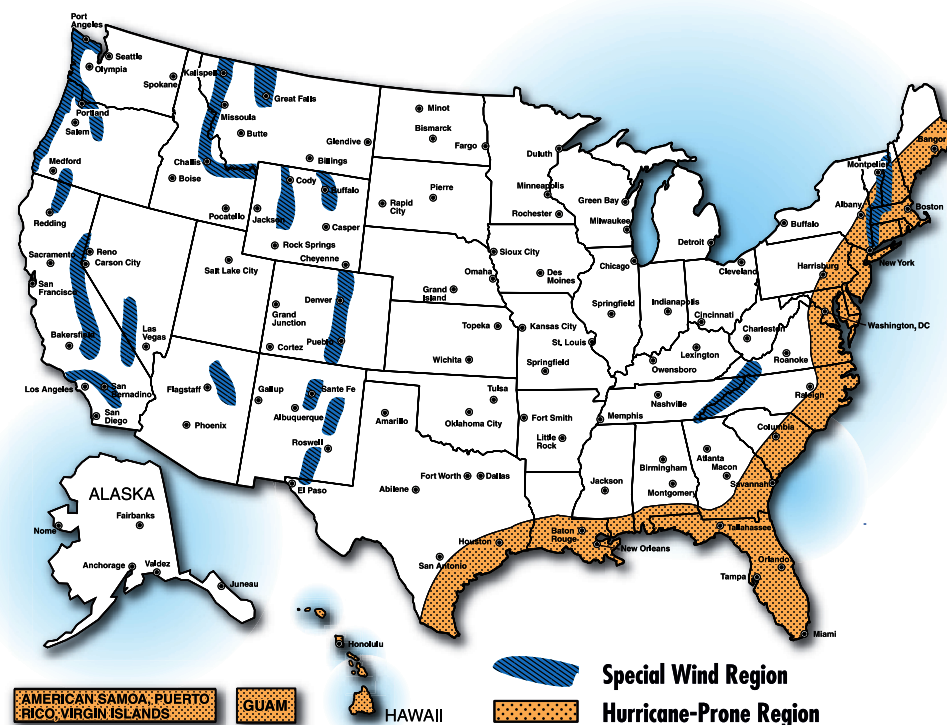 Port
Angeles
Seattle
Olympia
Spokane
Kalispell
Great Falls
Missoula
Portland
Salem
Butte
Glendive
Minot
Bismarck
Fargo
Duluth
Bangor
Montpelie
Medford
Challis
Boise
Billings
Cody
Buffalo
Pierre
Rapid
City
Minneapolis
Rochester
Green Bay
Milwaukee
Albany
Boston
Buffalo
Redding
Pocatello
Jackson
Casper
Rock Springs
Cheyenne
Sioux City
Detroit
New York
Reno
Carson City
Sacramento
San
Francisco
Salt Lake City
Omaha
Grand
Island
Des
Moines
Chicago
Cleveland
Harrisburg
Denver
Grand
Junction
Pueblo
Springfield
Indianapolis
Cincinnati
Washington, DC
Bakersfield
Las
Vegas
Cortez
Topeka
Kansas City
St. Louis
Charleston
Lexington
Owensboro
Roanoke
Wichita
Springfield
Los Angeles
San
Bernadino
San
Diego
Flagstaff
Phoenix
Gallup
Sante Fe
Albuquerque
Roswell
El Paso
Amarillo
Tulsa
Oklahoma City
Fort Smith
Little
Rock
Memphis
Nashville
Raleigh
Columbia
Atlanta
Macon
Savannah
Birmingham
Montgomery
Jackson
Fort Worth
Dallas
Abilene
ALASKA
Fairbanks
Nome
Anchorage
Valdez
Juneau
San Antonio
Houston
Baton
Rouge
New Orleans
Tallahassee
Orlando
Tampa
Miami
Honolulu
HAWAII
AMERICAN SAMOA, PUERTO
RICO, VIRGIN ISLANDS
GUAM
Special Wind Region
Hurricane-Prone Region